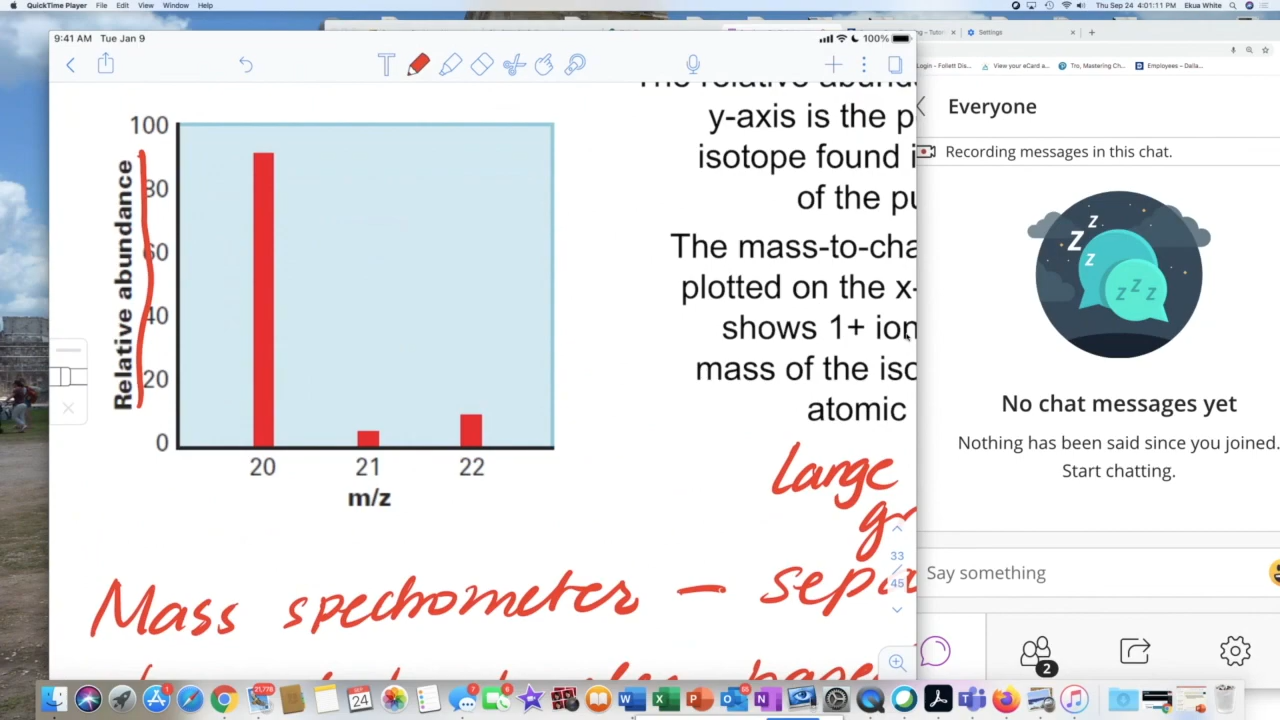 QuickTime Player File Edit View Window Help
Thu Sep 24 4:01:11 PM Ekua White
9:41 AM Tue Jan 9
100%
Settings
Login - Follett Dis...
View your eCard a...
Tro, Mastering Ch...
Employees – Dalla...
Relative abundance
100
80
60
40
20
0
20 21 22
m/z
y-axis is the p
isotope found i
of the pu
The mass-to-cha
plotted on the x-
shows 1+ ion
mass of the iso
atomic
Large
Mass spechometer – sepa
33
45
Everyone
Recording messages in this chat.
z z z
z z z
No chat messages yet
Nothing has been said since you joined.
Start chatting.
Say something
2